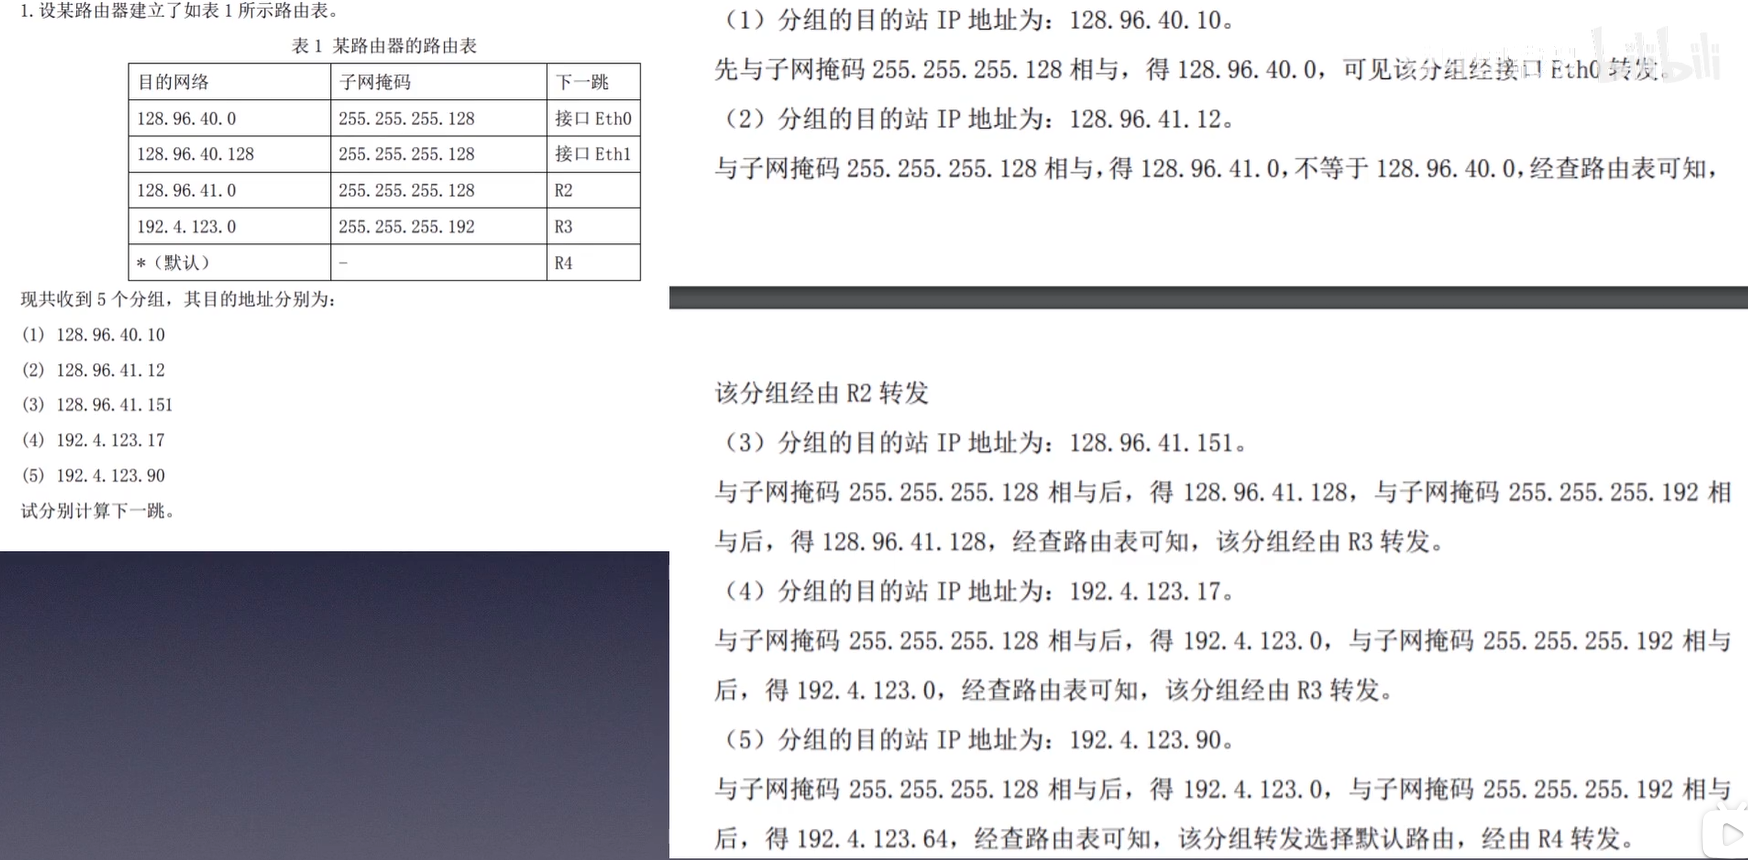 1.设某路由器建立了如表 1 所示路由表。
表 1 某路由器的路由表
目的网络 子网掩码 下一跳
128.96.40.0 255.255.255.128 接口 Eth0
128.96.40.128 255.255.255.128 接口 Eth1
128.96.41.0 255.255.255.128 R2
192.4.123.0 255.255.255.192 R3
*（默认） - R4
现共收到 5 个分组，其目的地址分别为：
(1) 128.96.40.10
(2) 128.96.41.12
(3) 128.96.41.151
(4) 192.4.123.17
(5) 192.4.123.90
试分别计算下一跳。
（1）分组的目的站 IP 地址为：128.96.40.10。
先与子网掩码 255.255.255.128 相与，得 128.96.40.0，可见该分组经接口 Eth0 转发。
（2）分组的目的站 IP 地址为：128.96.41.12。
与子网掩码 255.255.255.128 相与，得 128.96.41.0，不等于 128.96.40.0，经查路由表可知，
该分组经由 R2 转发
（3）分组的目的站 IP 地址为：128.96.41.151。
与子网掩码 255.255.255.128 相与后，得 128.96.41.128，与子网掩码 255.255.255.192 相
与后，得 128.96.41.128，经查路由表可知，该分组经由 R3 转发。
（4）分组的目的站 IP 地址为：192.4.123.17。
与子网掩码 255.255.255.128 相与后，得 192.4.123.0，与子网掩码 255.255.255.192 相与
后，得 192.4.123.0，经查路由表可知，该分组经由 R3 转发。
（5）分组的目的站 IP 地址为：192.4.123.90。
与子网掩码 255.255.255.128 相与后，得 192.4.123.0，与子网掩码 255.255.255.192 相与
后，得 192.4.123.64，经查路由表可知，该分组转发选择默认路由，经由 R4 转发。
bilibili